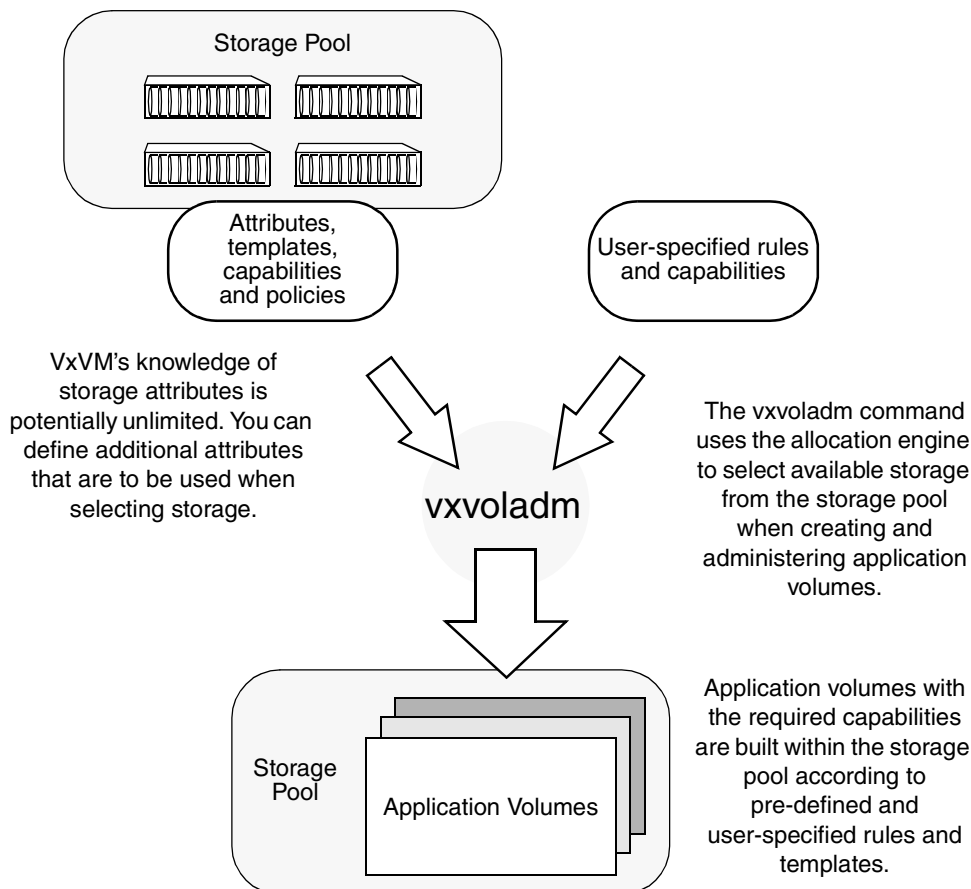 Storage Pool
Attributes,
templates,
capabilities
and policies
User-specified rules
and capabilities
VxVM's knowledge of
storage attributes is
potentially unlimited. You can
define additional attributes
that are to be used when
selecting storage.
The vxvoladm command
uses the allocation engine
to select available storage
from the storage pool
when creating and
administering application
volumes.
vxvoladm
Storage
Pool
Application Volumes
Application volumes with
the required capabilities
are built within the storage
pool according to
pre-defined and
user-specified rules and
templates.